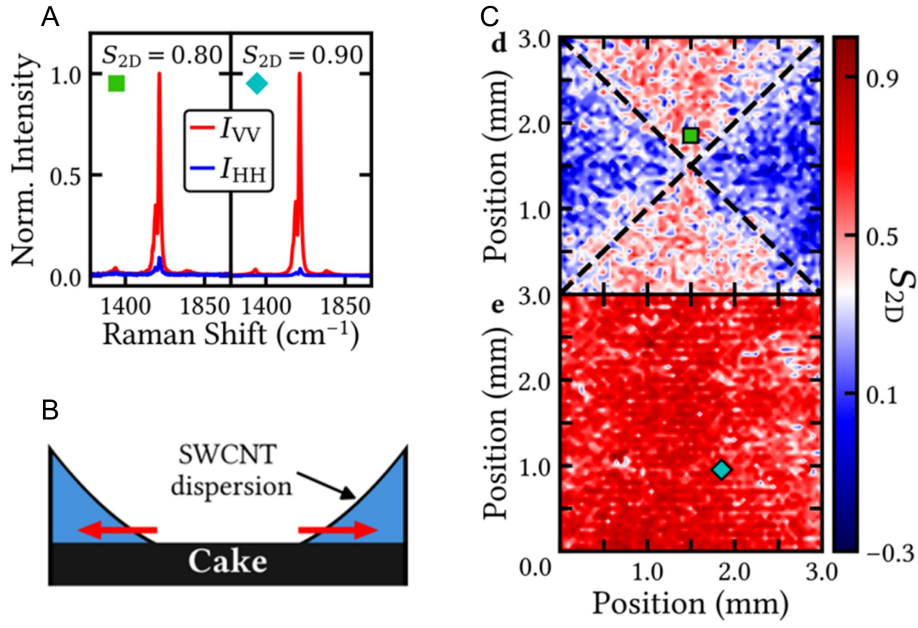 A
S2D = 0.80
S2D = 0.90
1.0
0.5
0.0
Norm. Intensity
IVV
IHH
1400
1850
1400
1850
Raman Shift (cm−1)
B
SWCNT
dispersion
Cake
C
d
3.0
2.0
1.0
Position (mm)
e
3.0
2.0
1.0
0.0
Position (mm)
1.0
2.0
3.0
Position (mm)
0.9
0.5
0.1
−0.3
S2D